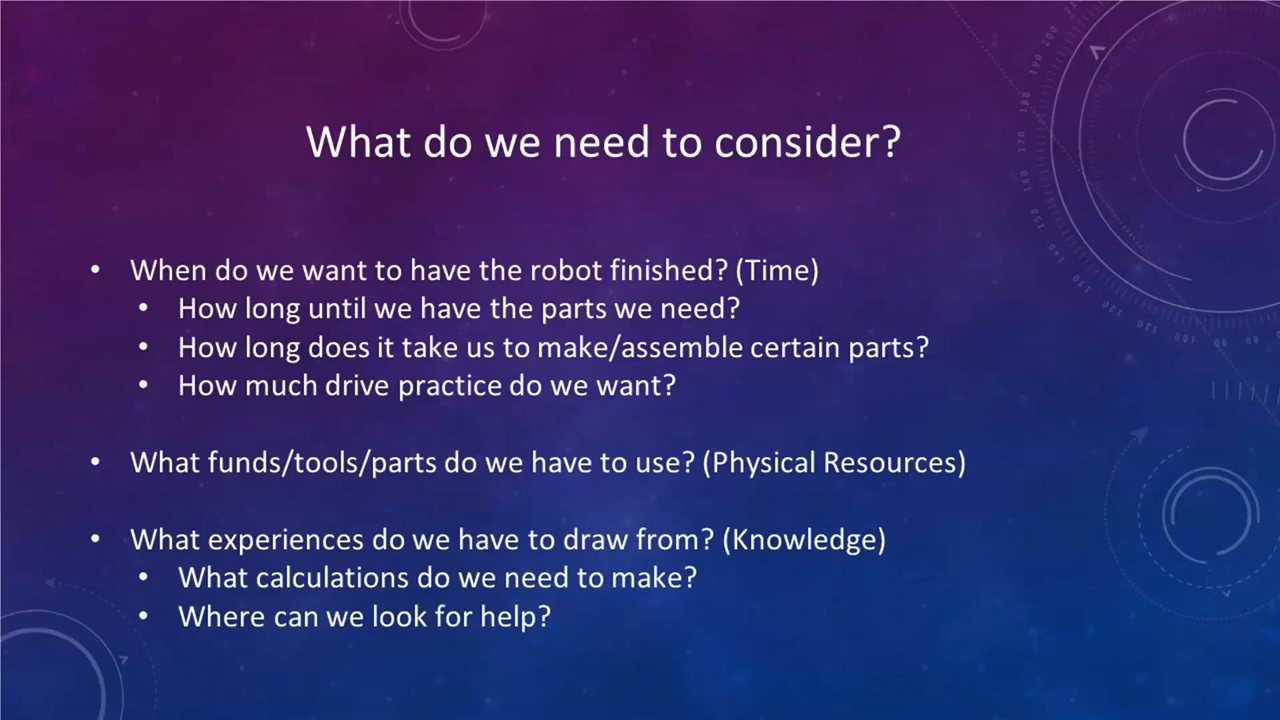 What do we need to consider?
• When do we want to have the robot finished? (Time)
• How long until we have the parts we need?
• How long does it take us to make/assemble certain parts?
• How much drive practice do we want?
• What funds/tools/parts do we have to use? (Physical Resources)
• What experiences do we have to draw from? (Knowledge)
• What calculations do we need to make?
• Where can we look for help?